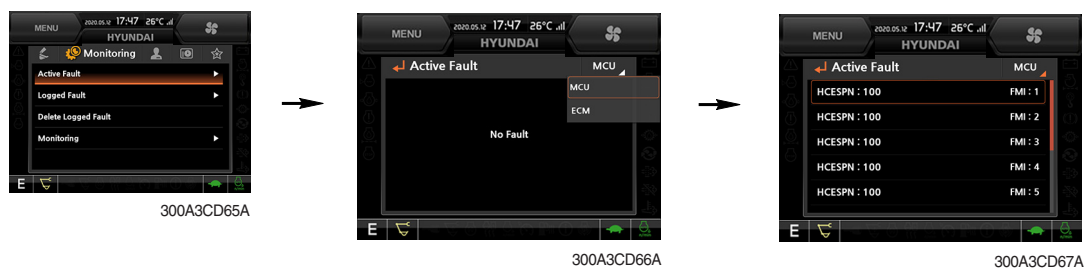 MENU
2020.05.12 17:47 26°C
HYUNDAI
Monitoring
Active Fault
Logged Fault
Delete Logged Fault
Monitoring
E
300A3CD65A
MENU
2020.05.12 17:47 26°C
HYUNDAI
Active Fault MCU
MCU
ECM
No Fault
E
300A3CD66A
MENU
2020.05.12 17:47 26°C
HYUNDAI
Active Fault MCU
HCESPN : 100 FMI : 1
HCESPN : 100 FMI : 2
HCESPN : 100 FMI : 3
HCESPN : 100 FMI : 4
HCESPN : 100 FMI : 5
E
300A3CD67A